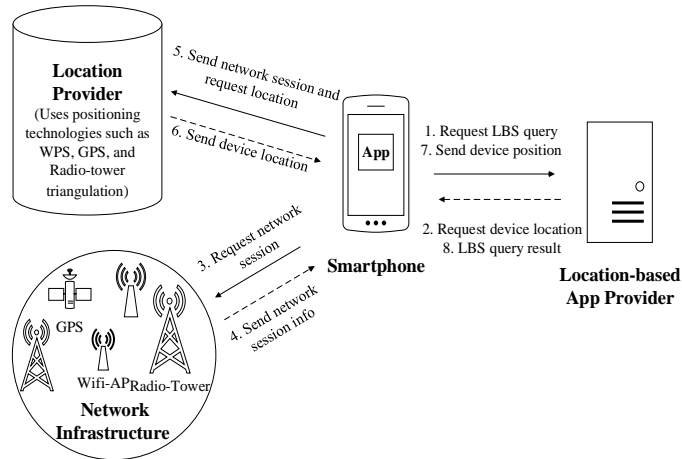 Location
Provider
(Uses positioning
technologies such as
WPS, GPS, and
Radio-tower
triangulation)
5. Send network session and
request location
6. Send device location
App
Smartphone
1. Request LBS query
7. Send device position
2. Request device location
8. LBS query result
Location-based
App Provider
3. Request network
session
4. Send network
session info
GPS
Wifi-AP
Radio-Tower
Network
Infrastructure